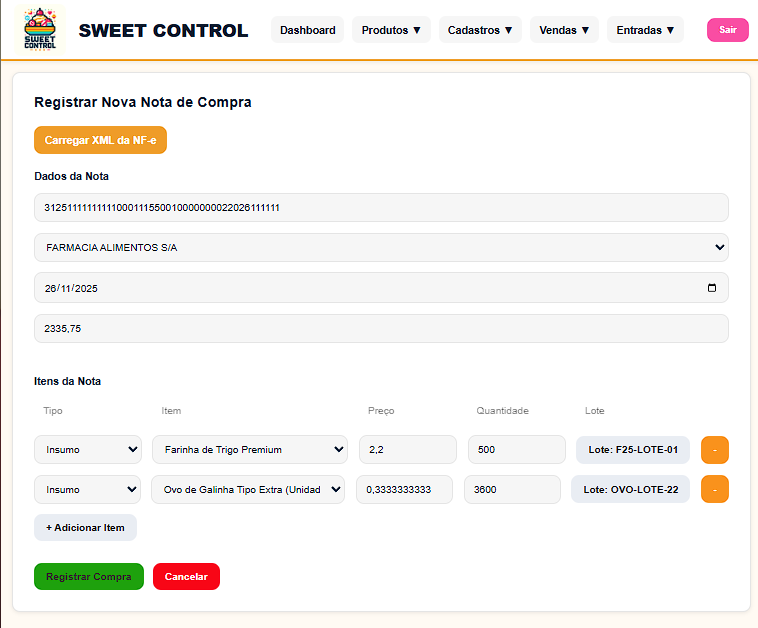 SWEET CONTROL
SWEET CONTROL
Dashboard
Produtos ▼
Cadastros ▼
Vendas ▼
Entradas ▼
Sair
Registrar Nova Nota de Compra
Carregar XML da NF-e
Dados da Nota
31251111111111000111550010000000022026111111
FARMACIA ALIMENTOS S/A
26/11/2025
2335,75
Itens da Nota
Tipo Item Preço Quantidade Lote
Insumo Farinha de Trigo Premium 2,2 500 Lote: F25-LOTE-01 -
Insumo Ovo de Galinha Tipo Extra (Unidad 0,3333333333 3600 Lote: OVO-LOTE-22 -
+ Adicionar Item
Registrar Compra Cancelar